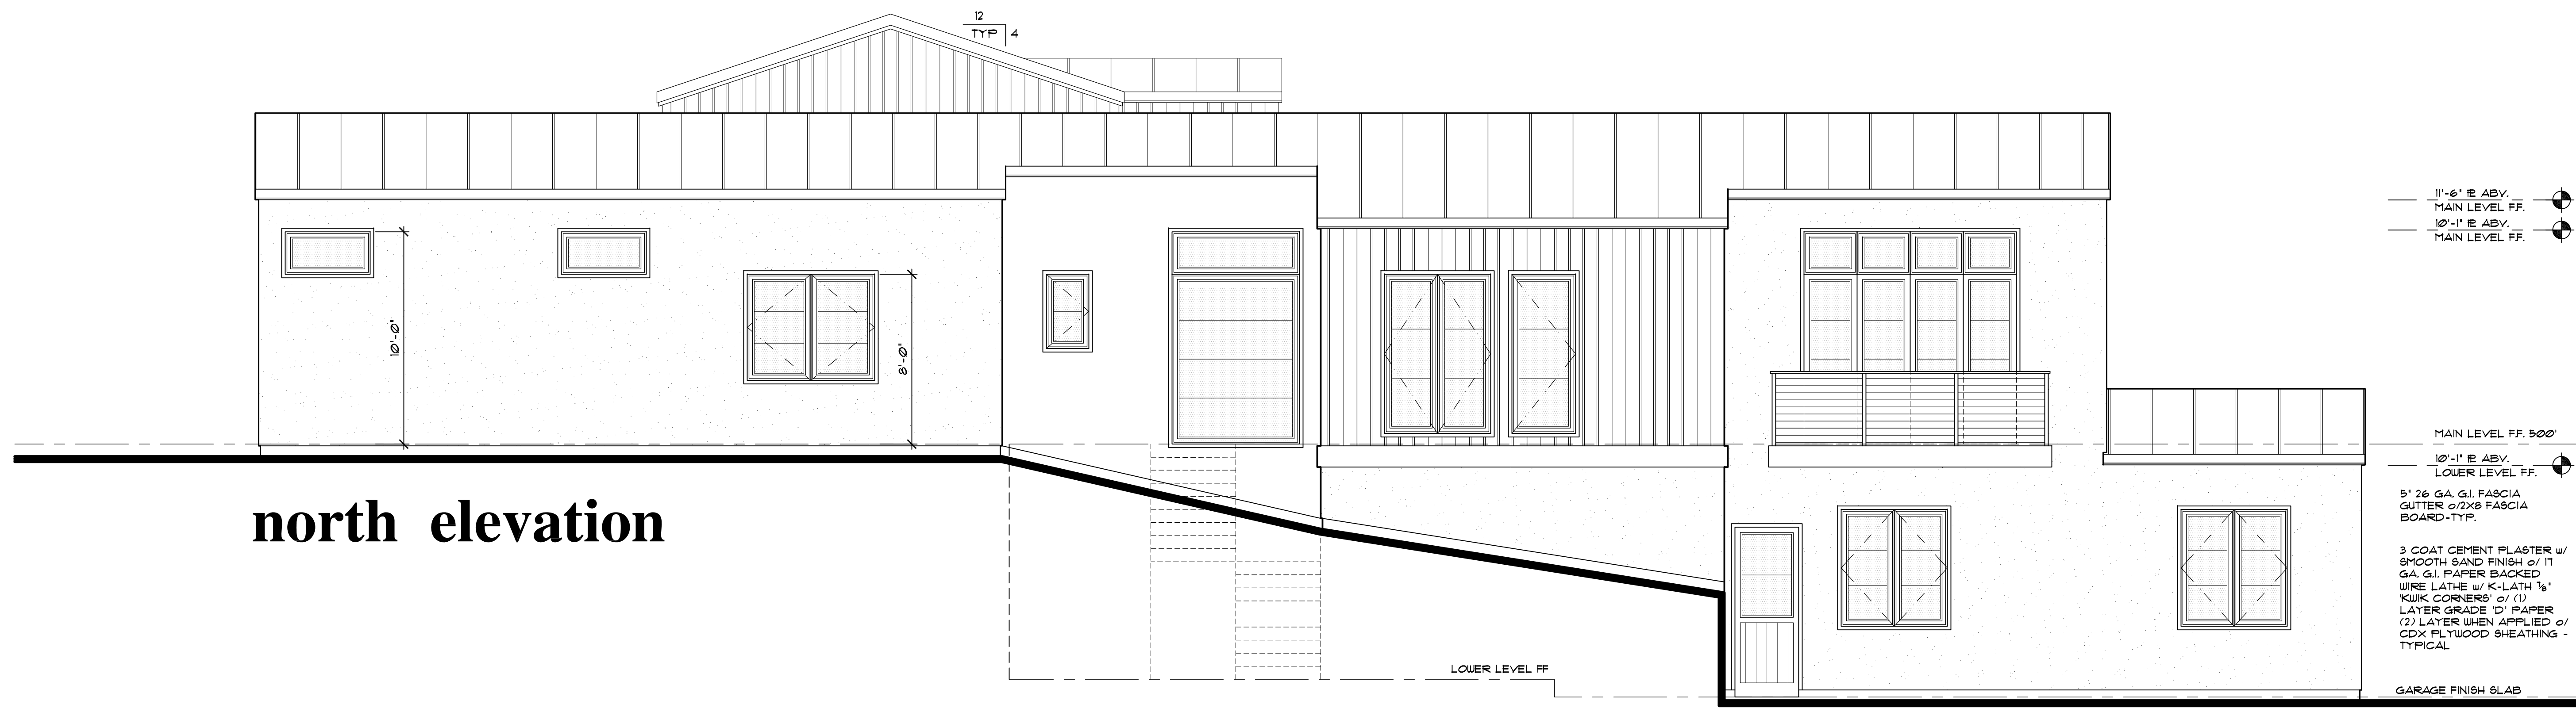 12
TYP 4
11'-6" PL ABV.
MAIN LEVEL F.F.
10'-1" PL ABV.
MAIN LEVEL F.F.
10'-0"
8'-0"
MAIN LEVEL F.F. 500'
10'-1" PL ABV.
LOWER LEVEL F.F.
5" 26 GA. G.I. FASCIA
GUTTER o/2X8 FASCIA
BOARD-TYP.
north elevation
3 COAT CEMENT PLASTER w/
SMOOTH SAND FINISH o/ 17
GA. G.I. PAPER BACKED
WIRE LATHE w/ K-LATH 7/8"
'KWIK CORNERS' o/ (1)
LAYER GRADE 'D' PAPER
(2) LAYER WHEN APPLIED o/
CDX PLYWOOD SHEATHING -
TYPICAL
LOWER LEVEL FF
GARAGE FINISH SLAB